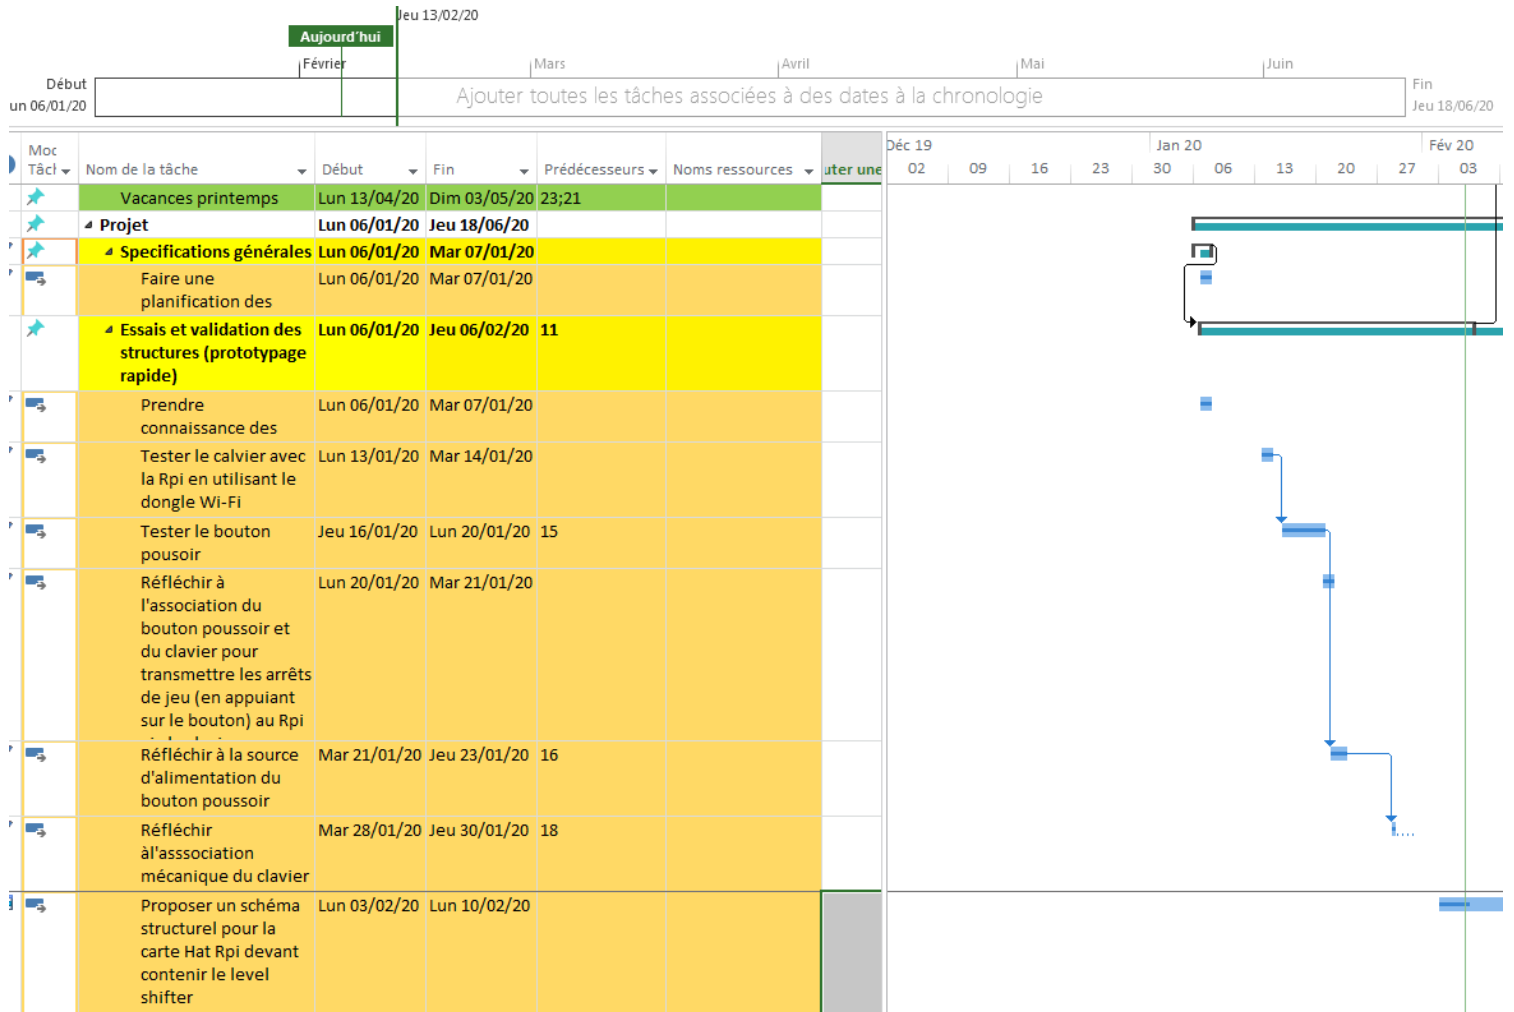 Jeu 13/02/20
Aujourd'hui
Février
Mars
Avril
Mai
Juin
Début
un 06/01/20
Ajouter toutes les tâches associées à des dates à la chronologie
Fin
Jeu 18/06/20
Moc
Tâcl
Nom de la tâche
Début
Fin
Prédécesseurs
Noms ressources
uter une
Déc 19
Jan 20
Fév 20
02 09 16 23 30 06 13 20 27 03
Vacances printemps Lun 13/04/20 Dim 03/05/20 23;21
Projet Lun 06/01/20 Jeu 18/06/20
Specifications générales Lun 06/01/20 Mar 07/01/20
Faire une Lun 06/01/20 Mar 07/01/20
planification des
Essais et validation des Lun 06/01/20 Jeu 06/02/20 11
structures (prototypage
rapide)
Prendre Lun 06/01/20 Mar 07/01/20
connaissance des
Tester le calvier avec Lun 13/01/20 Mar 14/01/20
la Rpi en utilisant le
dongle Wi-Fi
Tester le bouton Jeu 16/01/20 Lun 20/01/20 15
pousoir
Réfléchir à Lun 20/01/20 Mar 21/01/20
l'association du
bouton poussoir et
du clavier pour
transmettre les arrêts
de jeu (en appuiant
sur le bouton) au Rpi
Réfléchir à la source Mar 21/01/20 Jeu 23/01/20 16
d'alimentation du
bouton poussoir
Réfléchir Mar 28/01/20 Jeu 30/01/20 18
àl'asssociation
mécanique du clavier
Proposer un schéma Lun 03/02/20 Lun 10/02/20
structurel pour la
carte Hat Rpi devant
contenir le level
shifter